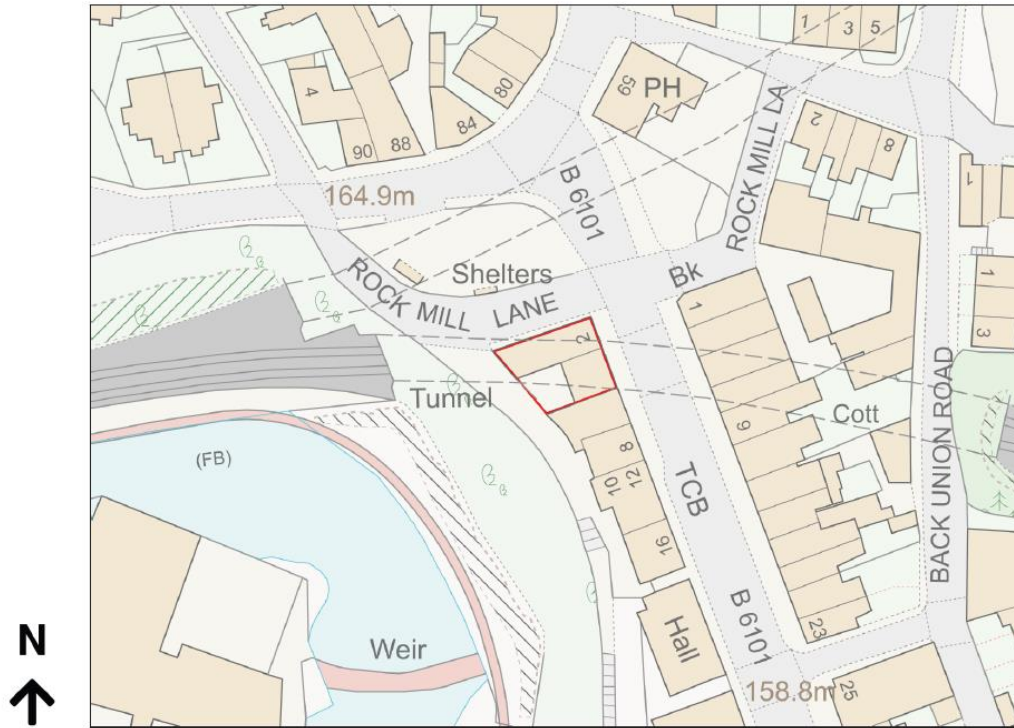 1 3 5
PH
59
80
84
4
90 88
ROCK MILL LA
2
8
1
B 6101
164.9m
Shelters
Bk
ROCK MILL LANE
1
1
3
2
Tunnel
Cott
9
8
(FB)
10
12
TCB
16
BACK UNION ROAD
Weir
Hall
B 6101
23
25
158.8m
N